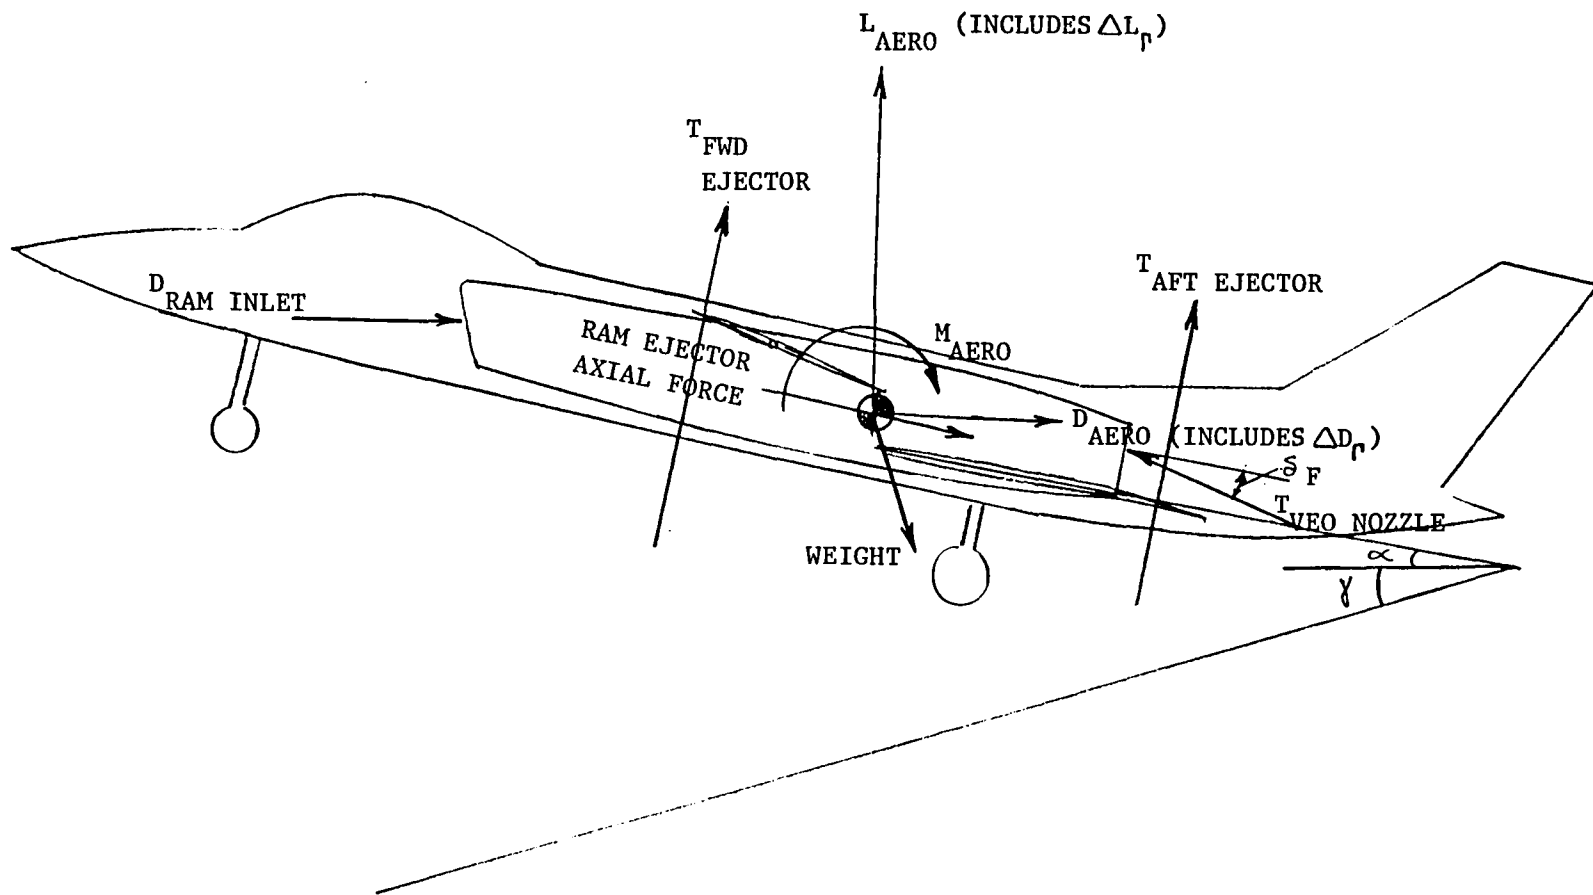 L AERO (INCLUDES ΔL Γ)
T FWD EJECTOR
D RAM INLET
T AFT EJECTOR
RAM EJECTOR
AXIAL FORCE
M AERO
D AERO (INCLUDES ΔD Γ)
δ F
T VEO NOZZLE
WEIGHT
α
γ